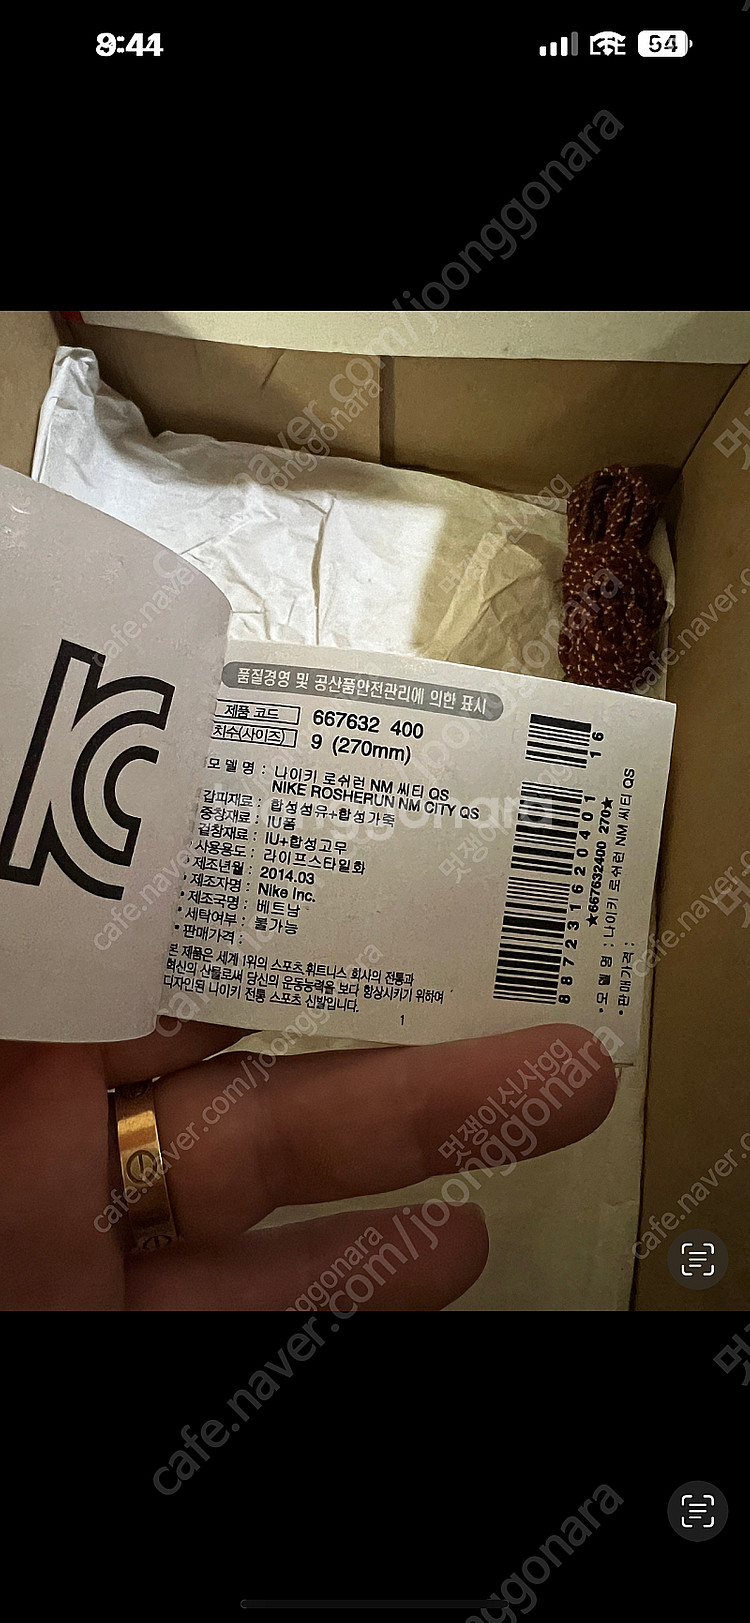 9:44
54
KC
품질경영 및 공산품안전관리에 의한 표시
제품 코드 667632 400
치수(사이즈) 9 (270mm)
모 델 명 : 나이키 로쉬런 NM 씨티 QS
NIKE ROSHERUN NM CITY QS
갑피재료 : 합성섬유+합성가죽
중창재료 : IU폼
겉창재료 : IU+합성고무
사용용도 : 라이프스타일화
제조년월 : 2014.03
제조자명 : Nike Inc.
제조국명 : 베트남
세탁여부 : 불가능
판매가격 :
본 제품은 세계 1위의 스포츠,휘트니스 회사의 전통과
혁신의 산물로써 당신의 운동능력을 보다 향상시키기 위하여
디자인된 나이키 전통 스포츠 신발입니다.
1
16
887231620401
★667632400 270★
모 델 명 : 나이키 로쉬런 NM 씨티 QS
판매가격 :
cafe.naver.com/joonggonara
멋쟁이신사gg